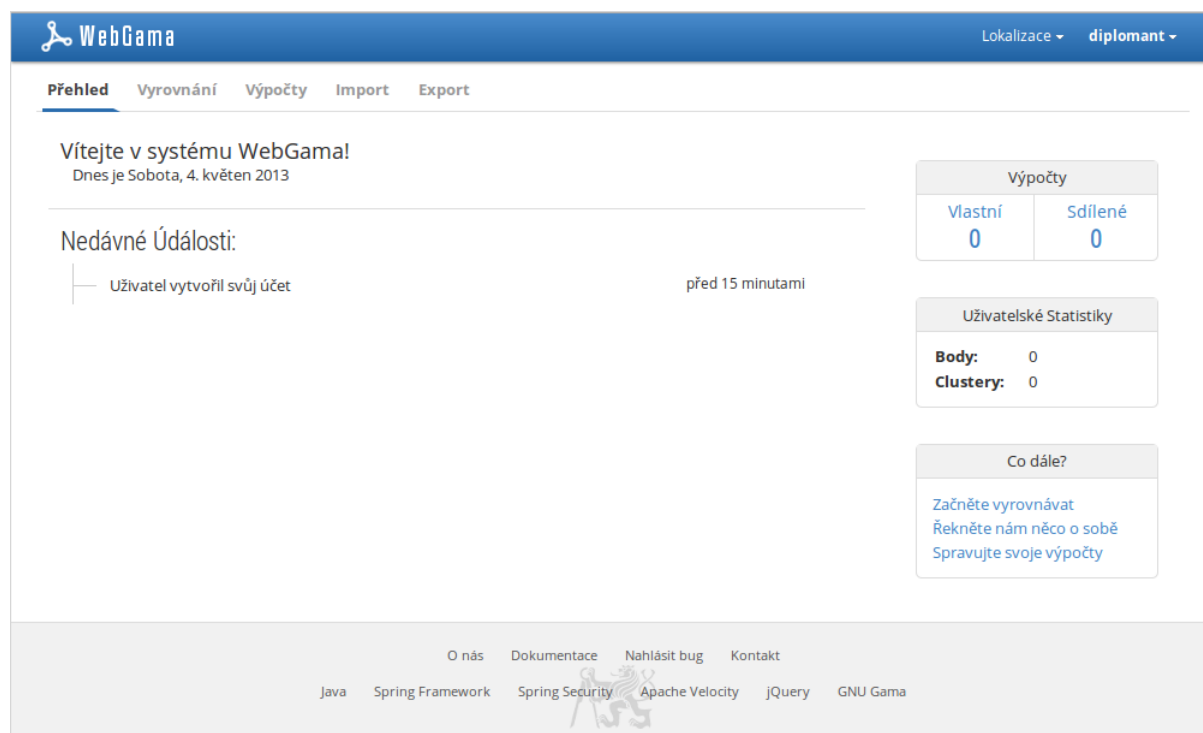 WebGama
Lokalizace diplomant
Přehled Vyrovnání Výpočty Import Export
Vítejte v systému WebGama!
Dnes je Sobota, 4. květen 2013
Nedávné Údálosti:
Uživatel vytvořil svůj účet před 15 minutami
Výpočty
Vlastní Sdílené
0 0
Uživatelské Statistiky
Body: 0
Clustery: 0
Co dále?
Začněte vyrovnávat
Řekněte nám něco o sobě
Spravujte svoje výpočty
O nás Dokumentace Nahlásit bug Kontakt
Java Spring Framework Spring Security Apache Velocity jQuery GNU Gama